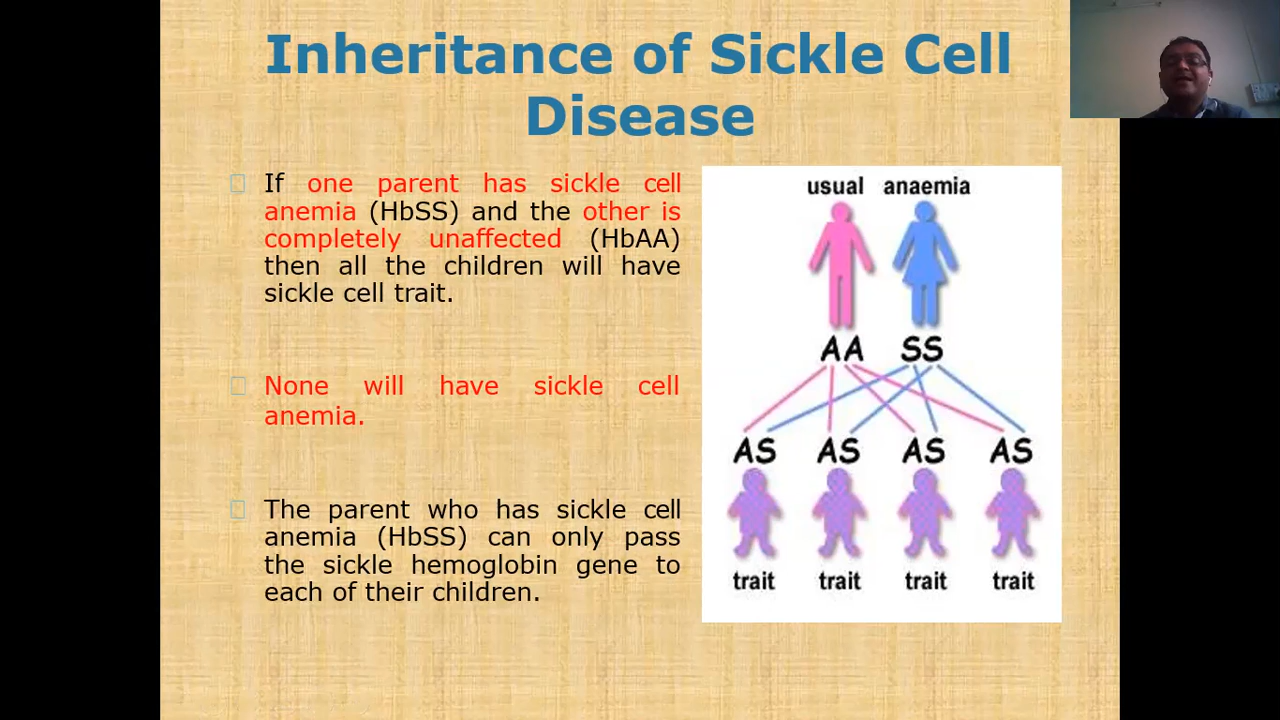 Inheritance of Sickle Cell
Disease
If one parent has sickle cell
anemia (HbSS) and the other is
completely unaffected (HbAA)
then all the children will have
sickle cell trait.
None will have sickle cell
anemia.
The parent who has sickle cell
anemia (HbSS) can only pass
the sickle hemoglobin gene to
each of their children.
usual anaemia
AA SS
AS AS AS AS
trait trait trait trait